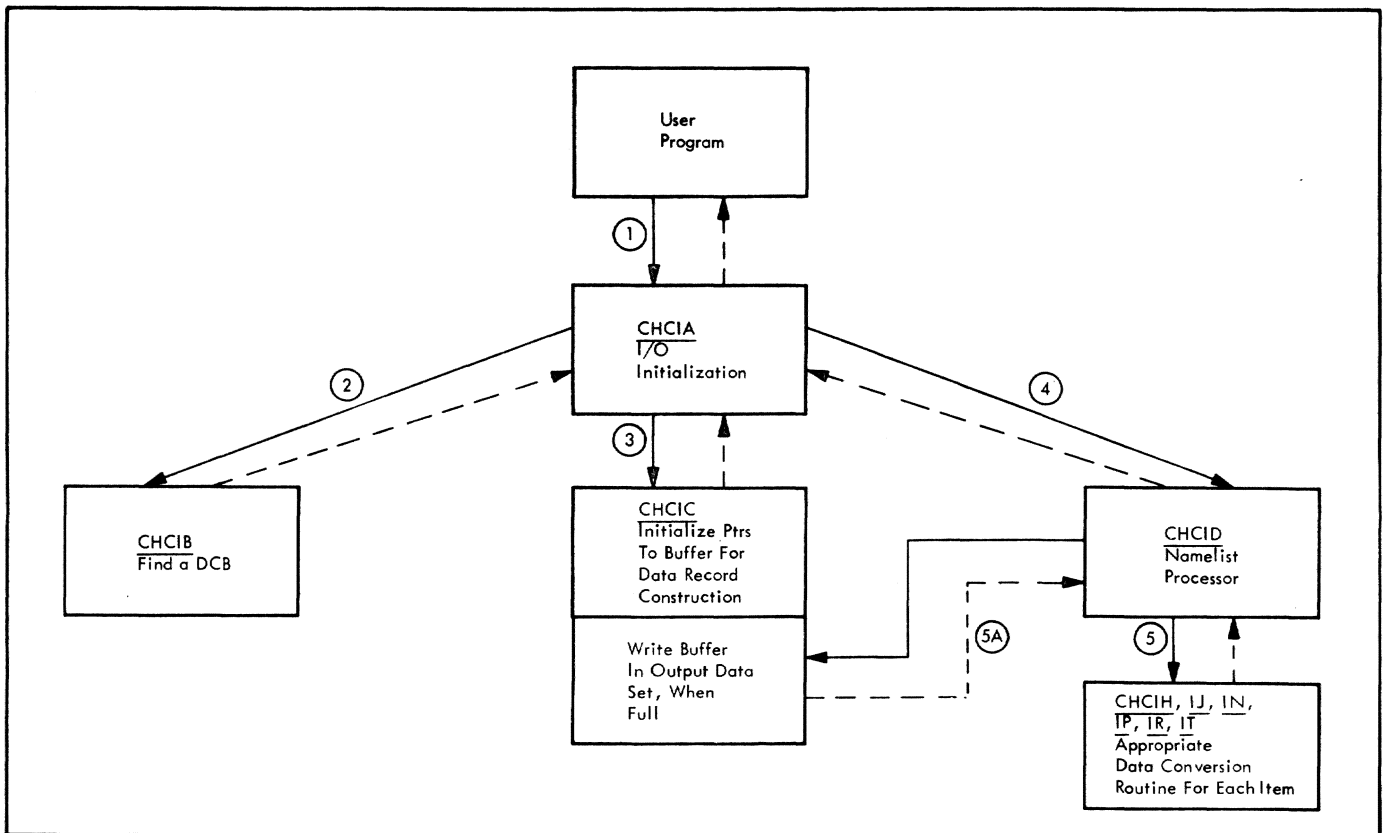 User
Program
1
CHCIA
I/O
Initialization
2
4
3
CHCIB
Find a DCB
CHCIC
Initialize Ptrs
To Buffer For
Data Record
Construction
CHCID
Namelist
Processor
Write Buffer
In Output Data
Set, When
Full
5A
5
CHCIH, IJ, IN,
IP, IR, IT
Appropriate
Data Conversion
Routine For Each Item